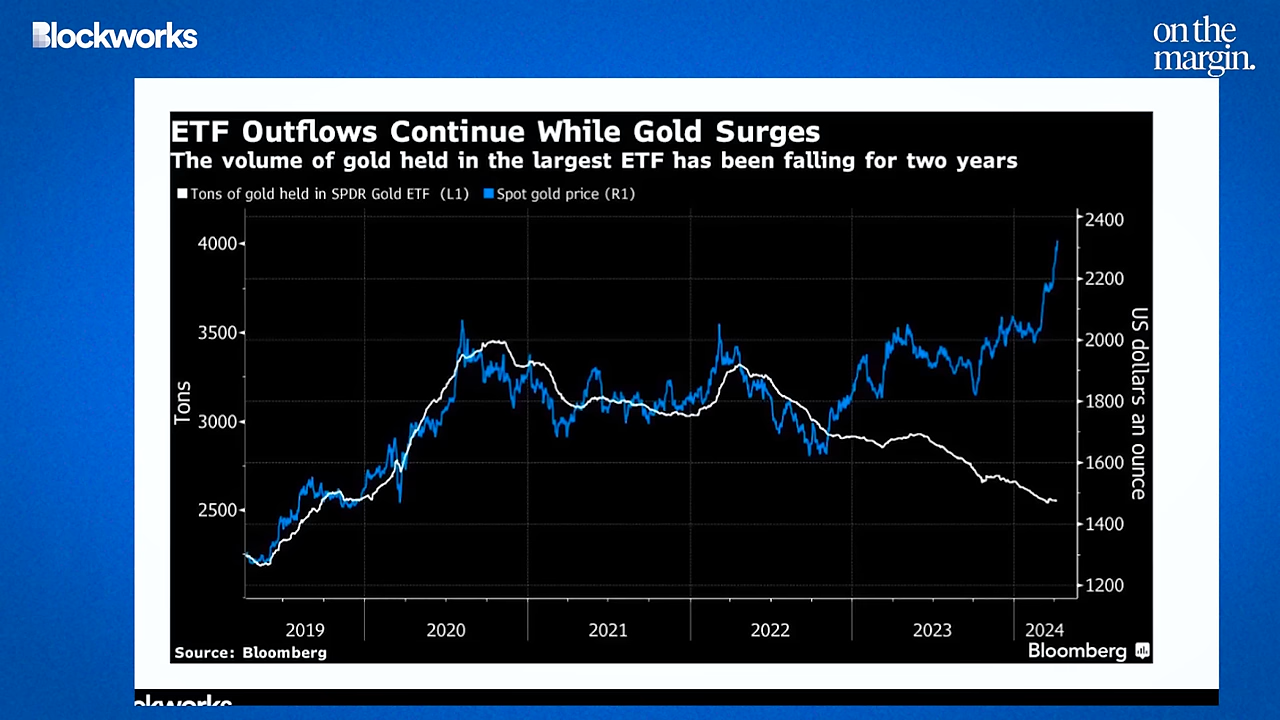 Blockworks
on the
margin.
ETF Outflows Continue While Gold Surges
The volume of gold held in the largest ETF has been falling for two years
Tons of gold held in SPDR Gold ETF (L1) Spot gold price (R1)
4000
3500
3000
2500
Tons
2400
2200
2000
1800
1600
1400
1200
US dollars an ounce
2019 2020 2021 2022 2023 2024
Source: Bloomberg
Bloomberg